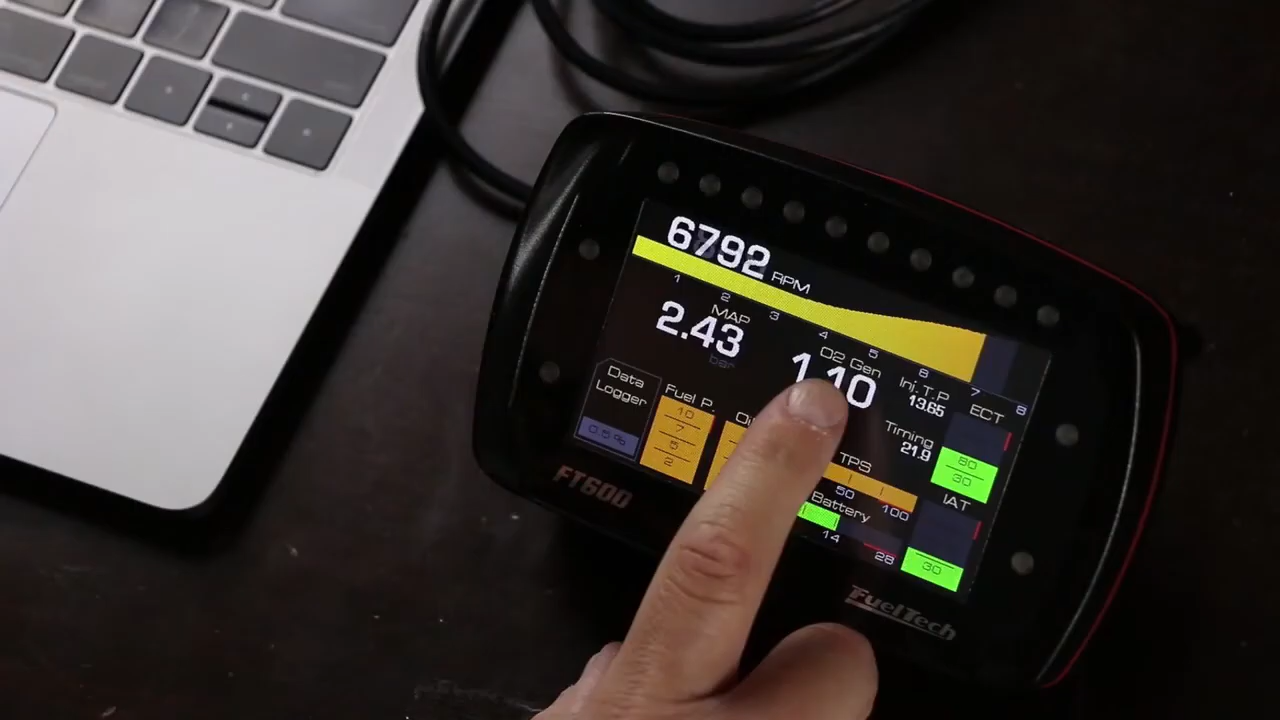 6792 RPM
1 2 3 4 5 6 7 8
MAP
2.43
bar
O2 Gen
1.10
Inj.T.P
13.65
Timing
21.9
ECT
80
30
IAT
30
Data
Logger
0.5%
Fuel P.
10
7
5
2
TPS
50 100
Battery
14 28
FT600
FuelTech